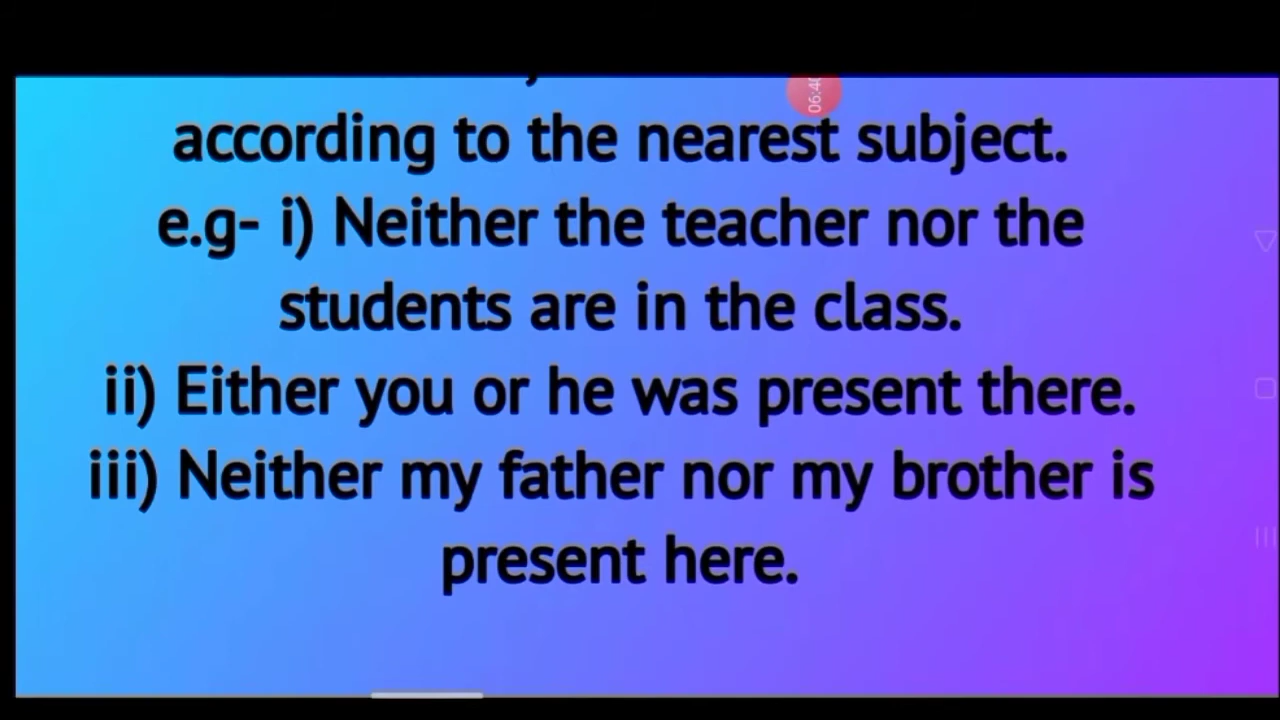 according to the nearest subject.
e.g- i) Neither the teacher nor the
students are in the class.
ii) Either you or he was present there.
iii) Neither my father nor my brother is
present here.